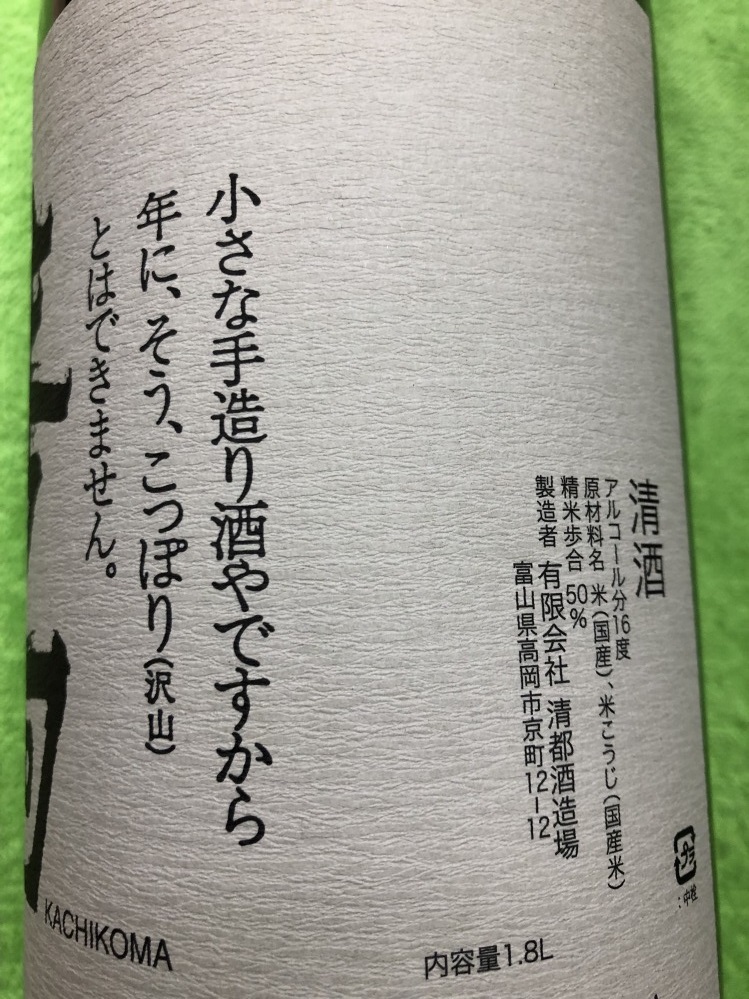 清酒
アルコール分16度
原材料名 米(国産)、米こうじ(国産米)
精米歩合 50%
製造者 有限会社 清都酒造場
富山県高岡市京町12-12
プラ
:中栓
内容量1.8L
小さな手造り酒やですから
年に、そう、こっぽり(沢山)
とはできません。
KACHIKOMA